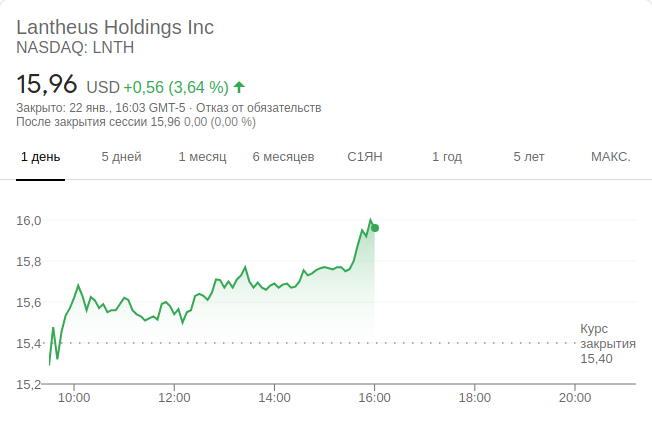 Lantheus Holdings Inc
NASDAQ: LNTH
15,96 USD +0,56 (3,64 %)
Закрыто: 22 янв., 16:03 GMT-5 · Отказ от обязательств
После закрытия сессии 15,96 0,00 (0,00 %)
1 день 5 дней 1 месяц 6 месяцев С1ЯН 1 год 5 лет МАКС.
16,0
15,8
15,6
Курс
15,4 закрытия
15,40
15,2
10:00 12:00 14:00 16:00 18:00 20:00